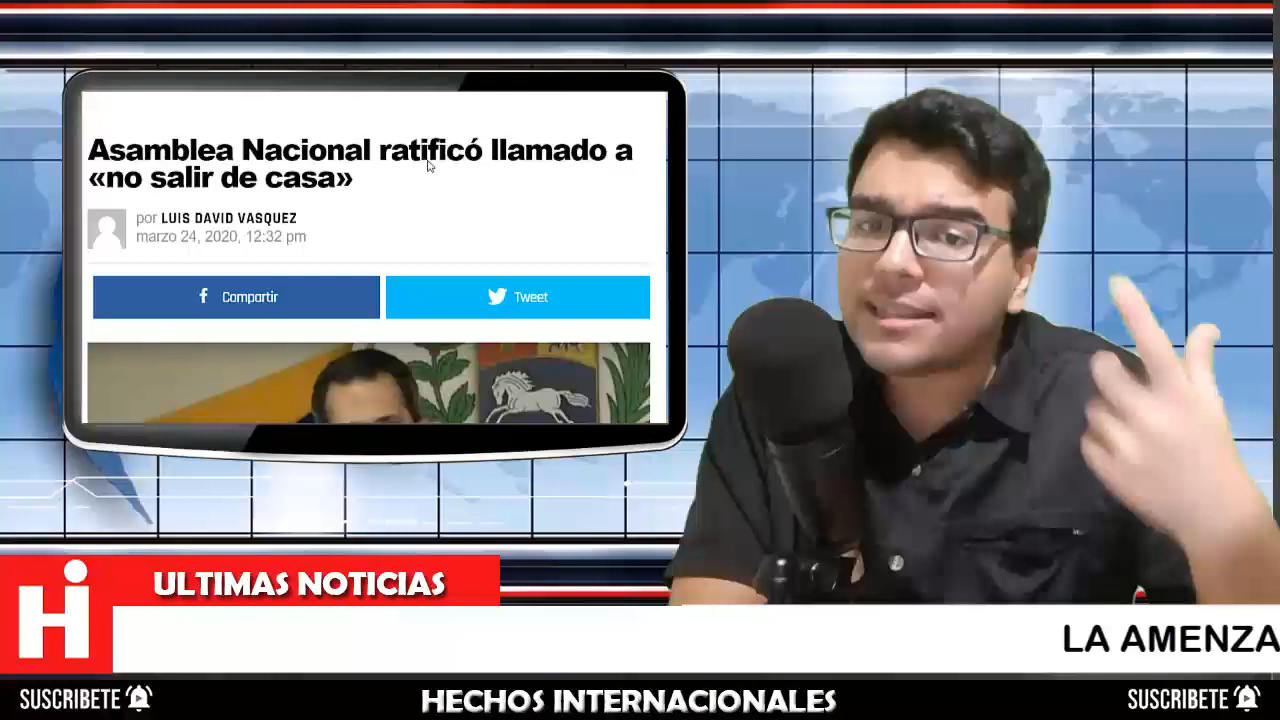 Asamblea Nacional ratificó llamado a
«no salir de casa»
por LUIS DAVID VASQUEZ
marzo 24, 2020, 12:32 pm
Compartir
Tweet
Hi
ULTIMAS NOTICIAS
LA AMENZA
SUSCRIBETE
HECHOS INTERNACIONALES
SUSCRIBETE